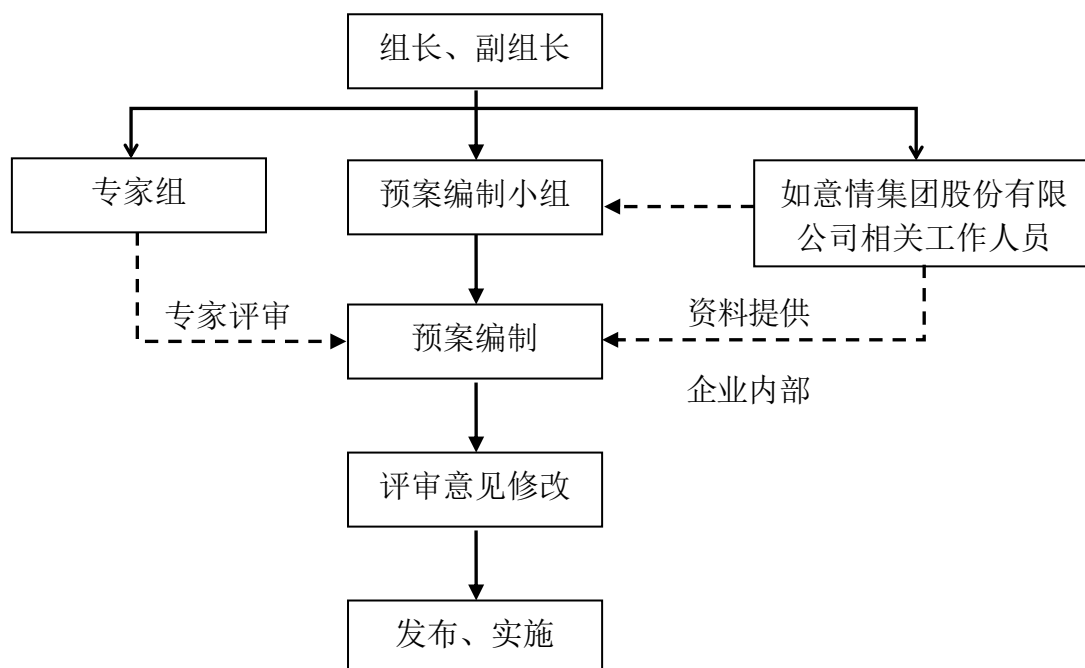 组长、副组长
专家组
预案编制小组
如意情集团股份有限
公司相关工作人员
专家评审
预案编制
资料提供
企业内部
评审意见修改
发布、实施